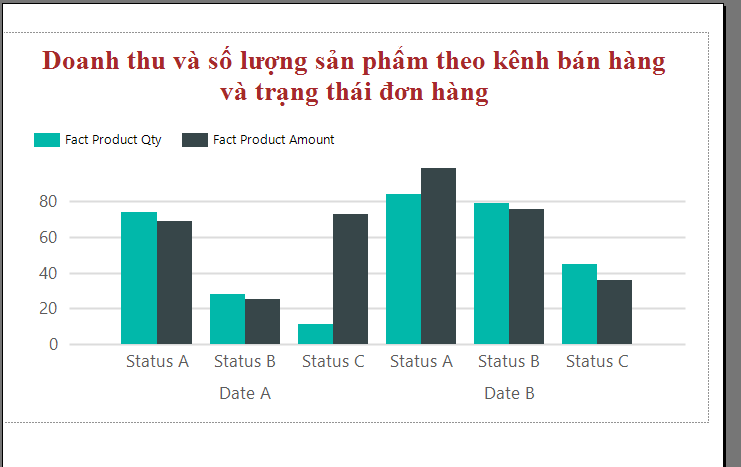 Doanh thu và số lượng sản phẩm theo kênh bán hàng
và trạng thái đơn hàng
Fact Product Qty Fact Product Amount
80
60
40
20
0
Status A Status B Status C Status A Status B Status C
Date A Date B